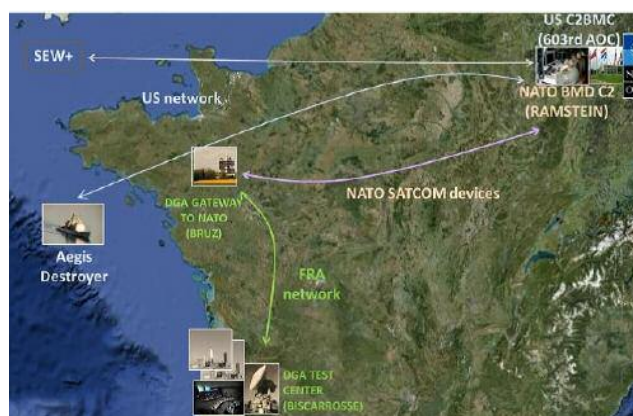 US C2BMC
(603rd AOC)
SEW+
US network
NATO BMD C2
(RAMSTEIN)
NATO SATCOM devices
DGA GATEWAY
TO NATO
(BRUZ)
Aegis
Destroyer
FRA
network
DGA TEST
CENTER
(BISCARROSSE)